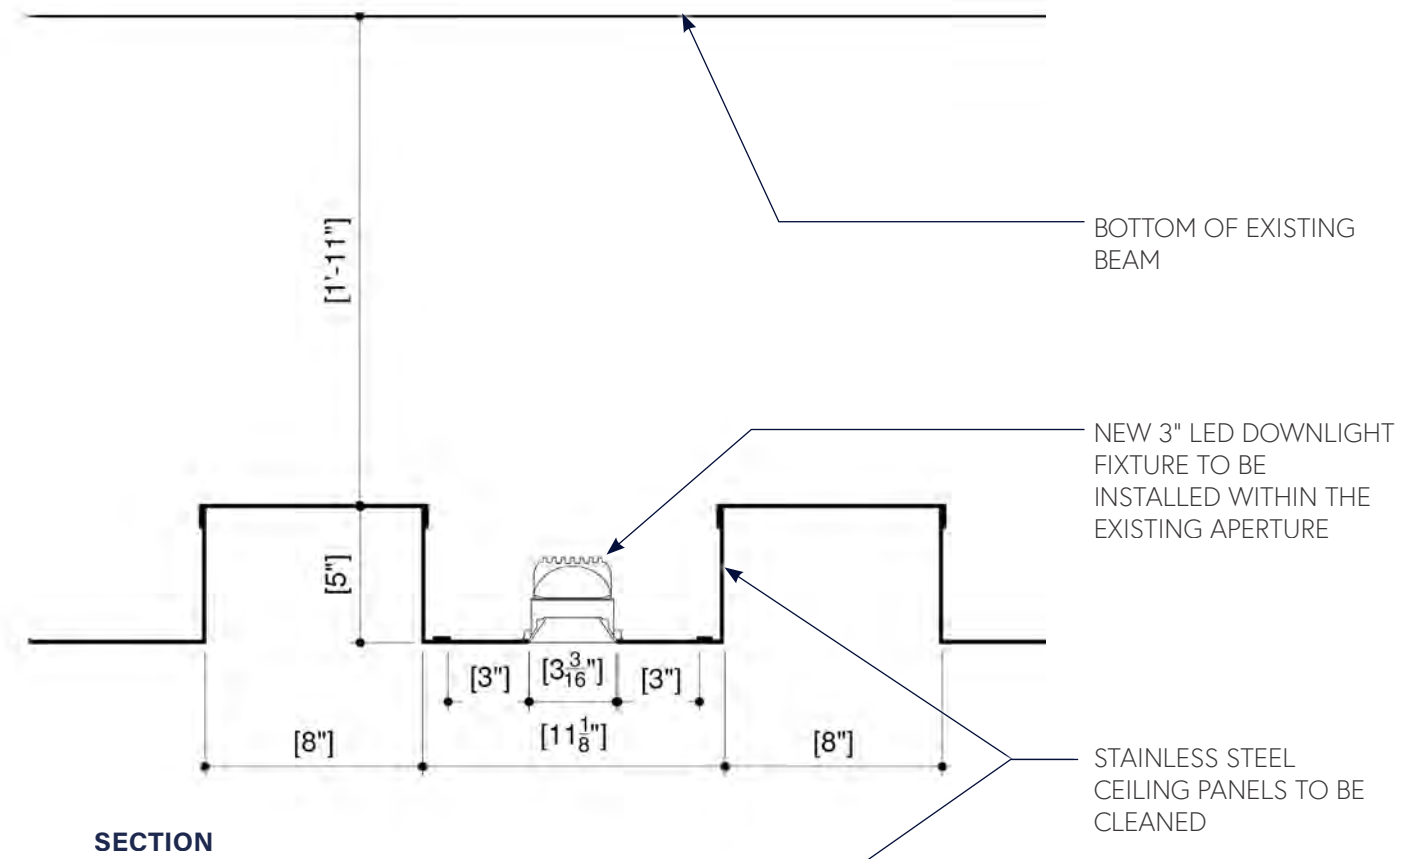 [1'-11"]
BOTTOM OF EXISTING
BEAM
NEW 3" LED DOWNLIGHT
FIXTURE TO BE
INSTALLED WITHIN THE
EXISTING APERTURE
[5"]
[3"] [3 3/16"] [3"]
[8"] [11 1/8"] [8"]
STAINLESS STEEL
CEILING PANELS TO BE
CLEANED
SECTION